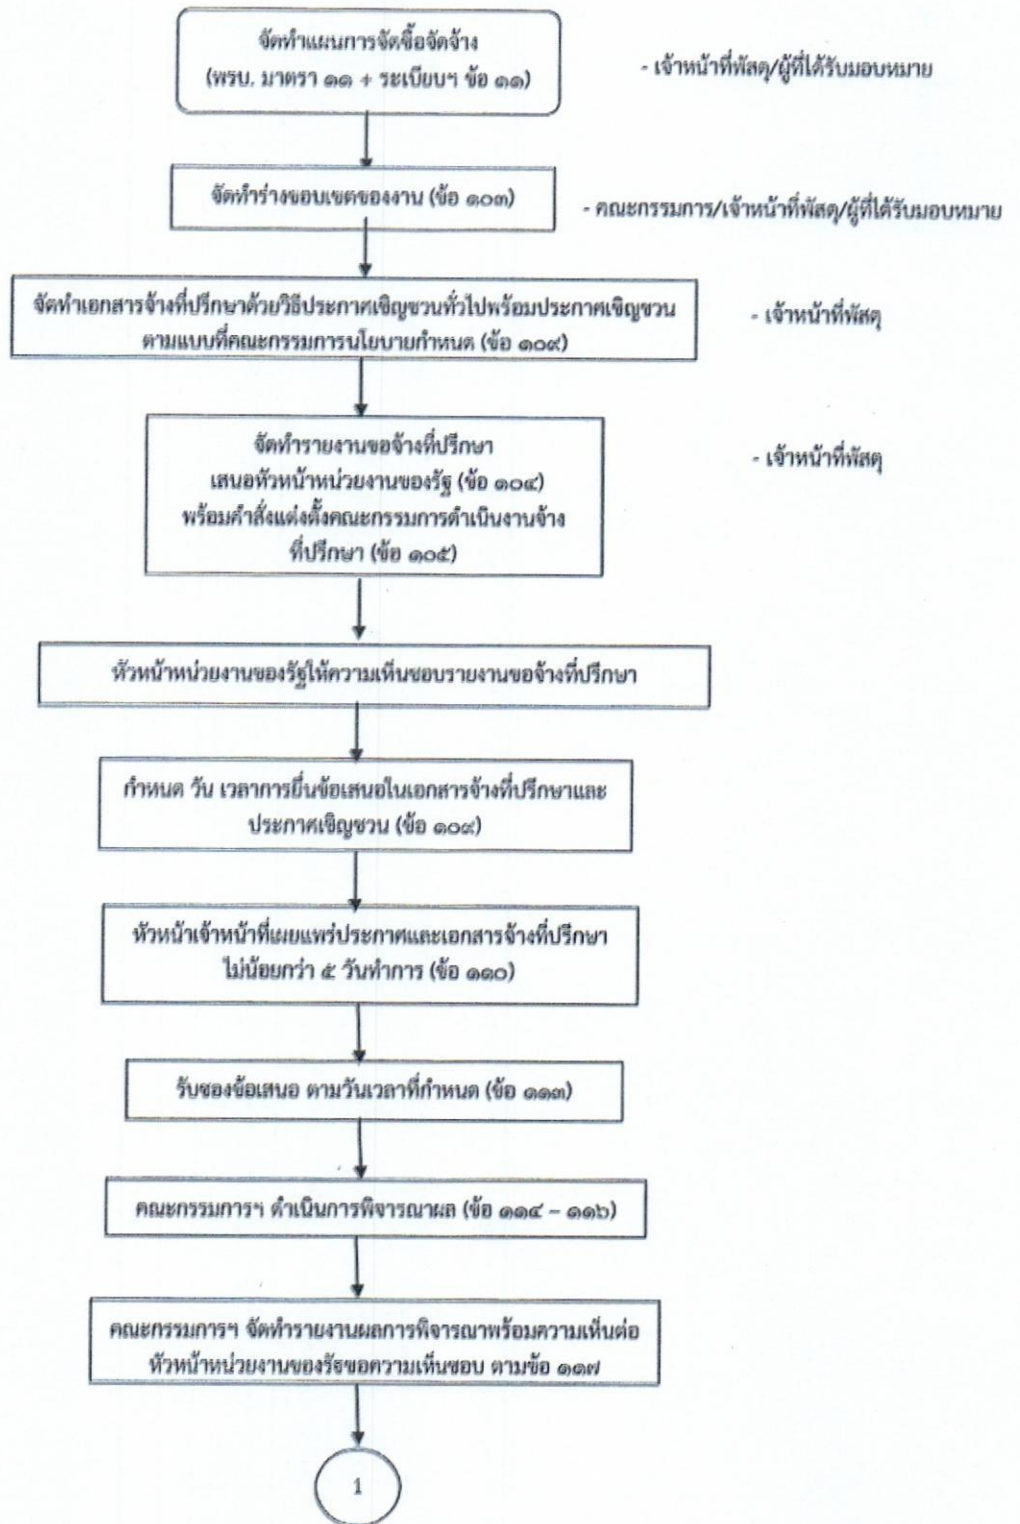 จัดทำแผนการจัดซื้อจัดจ้าง
(พรบ. มาตรา ๑๑ + ระเบียบฯ ข้อ ๑๑)
- เจ้าหน้าที่พัสดุ/ผู้ที่ได้รับมอบหมาย
จัดทำร่างขอบเขตของงาน (ข้อ ๑๐๓)
- คณะกรรมการ/เจ้าหน้าที่พัสดุ/ผู้ที่ได้รับมอบหมาย
จัดทำเอกสารจ้างที่ปรึกษาด้วยวิธีประกาศเชิญชวนทั่วไปพร้อมประกาศเชิญชวน
ตามแบบที่คณะกรรมการนโยบายกำหนด (ข้อ ๑๐๙)
- เจ้าหน้าที่พัสดุ
จัดทำรายงานขอจ้างที่ปรึกษา
เสนอหัวหน้าหน่วยงานของรัฐ (ข้อ ๑๐๔)
พร้อมคำสั่งแต่งตั้งคณะกรรมการดำเนินงานจ้าง
ที่ปรึกษา (ข้อ ๑๐๕)
- เจ้าหน้าที่พัสดุ
หัวหน้าหน่วยงานของรัฐให้ความเห็นชอบรายงานขอจ้างที่ปรึกษา
กำหนด วัน เวลาการยื่นข้อเสนอในเอกสารจ้างที่ปรึกษาและ
ประกาศเชิญชวน (ข้อ ๑๐๙)
หัวหน้าเจ้าหน้าที่เผยแพร่ประกาศและเอกสารจ้างที่ปรึกษา
ไม่น้อยกว่า ๕ วันทำการ (ข้อ ๑๑๐)
รับซองข้อเสนอ ตามวันเวลาที่กำหนด (ข้อ ๑๑๓)
คณะกรรมการฯ ดำเนินการพิจารณาผล (ข้อ ๑๑๔ – ๑๑๖)
คณะกรรมการฯ จัดทำรายงานผลการพิจารณาพร้อมความเห็นต่อ
หัวหน้าหน่วยงานของรัฐขอความเห็นชอบ ตามข้อ ๑๑๗
1